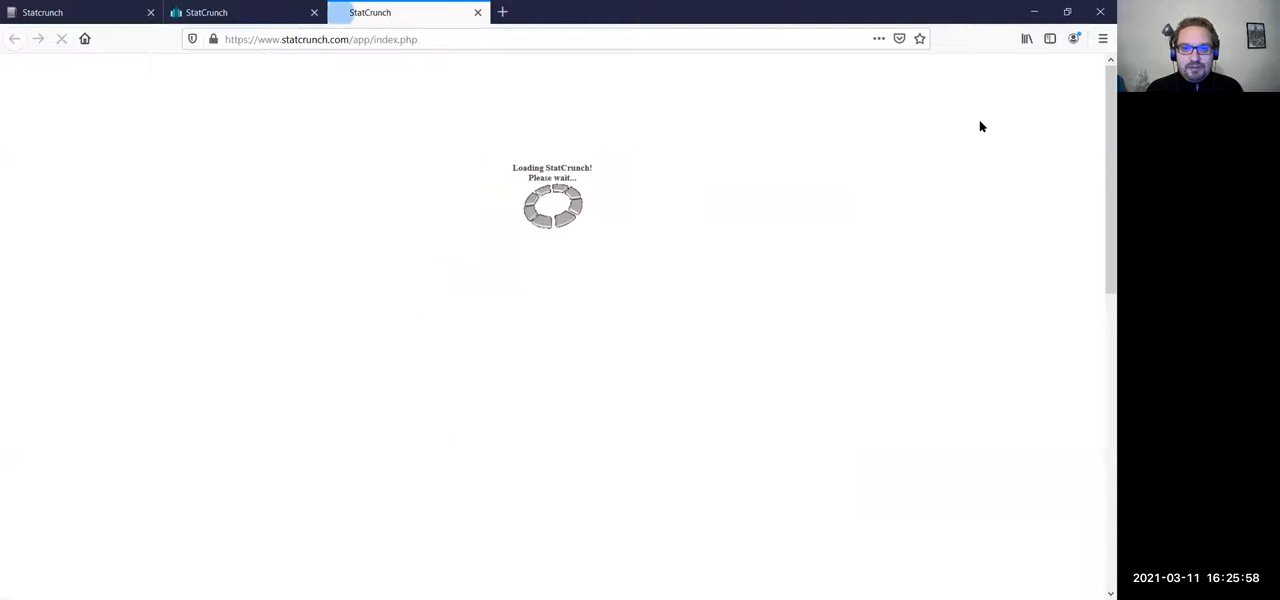 Statcrunch
StatCrunch
StatCrunch
https://www.statcrunch.com/app/index.php
Loading StatCrunch!
Please wait...
2021-03-11 16:25:58